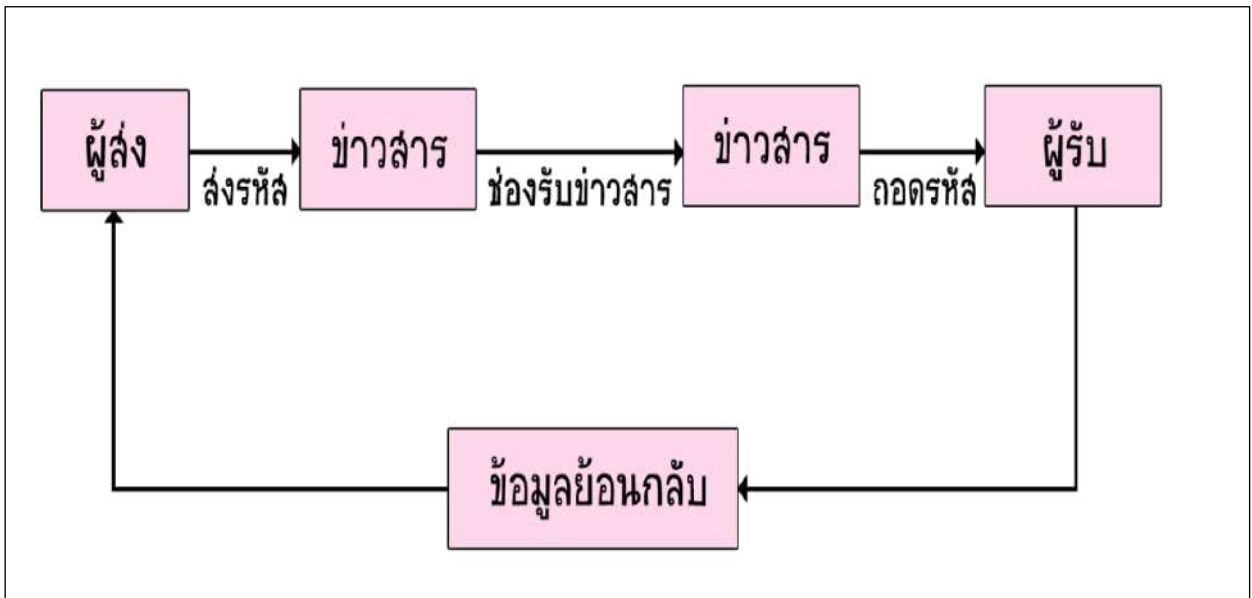 ผู้ส่ง
ส่งรหัส
ข่าวสาร
ช่องรับข่าวสาร
ข่าวสาร
ถอดรหัส
ผู้รับ
ข้อมูลย้อนกลับ